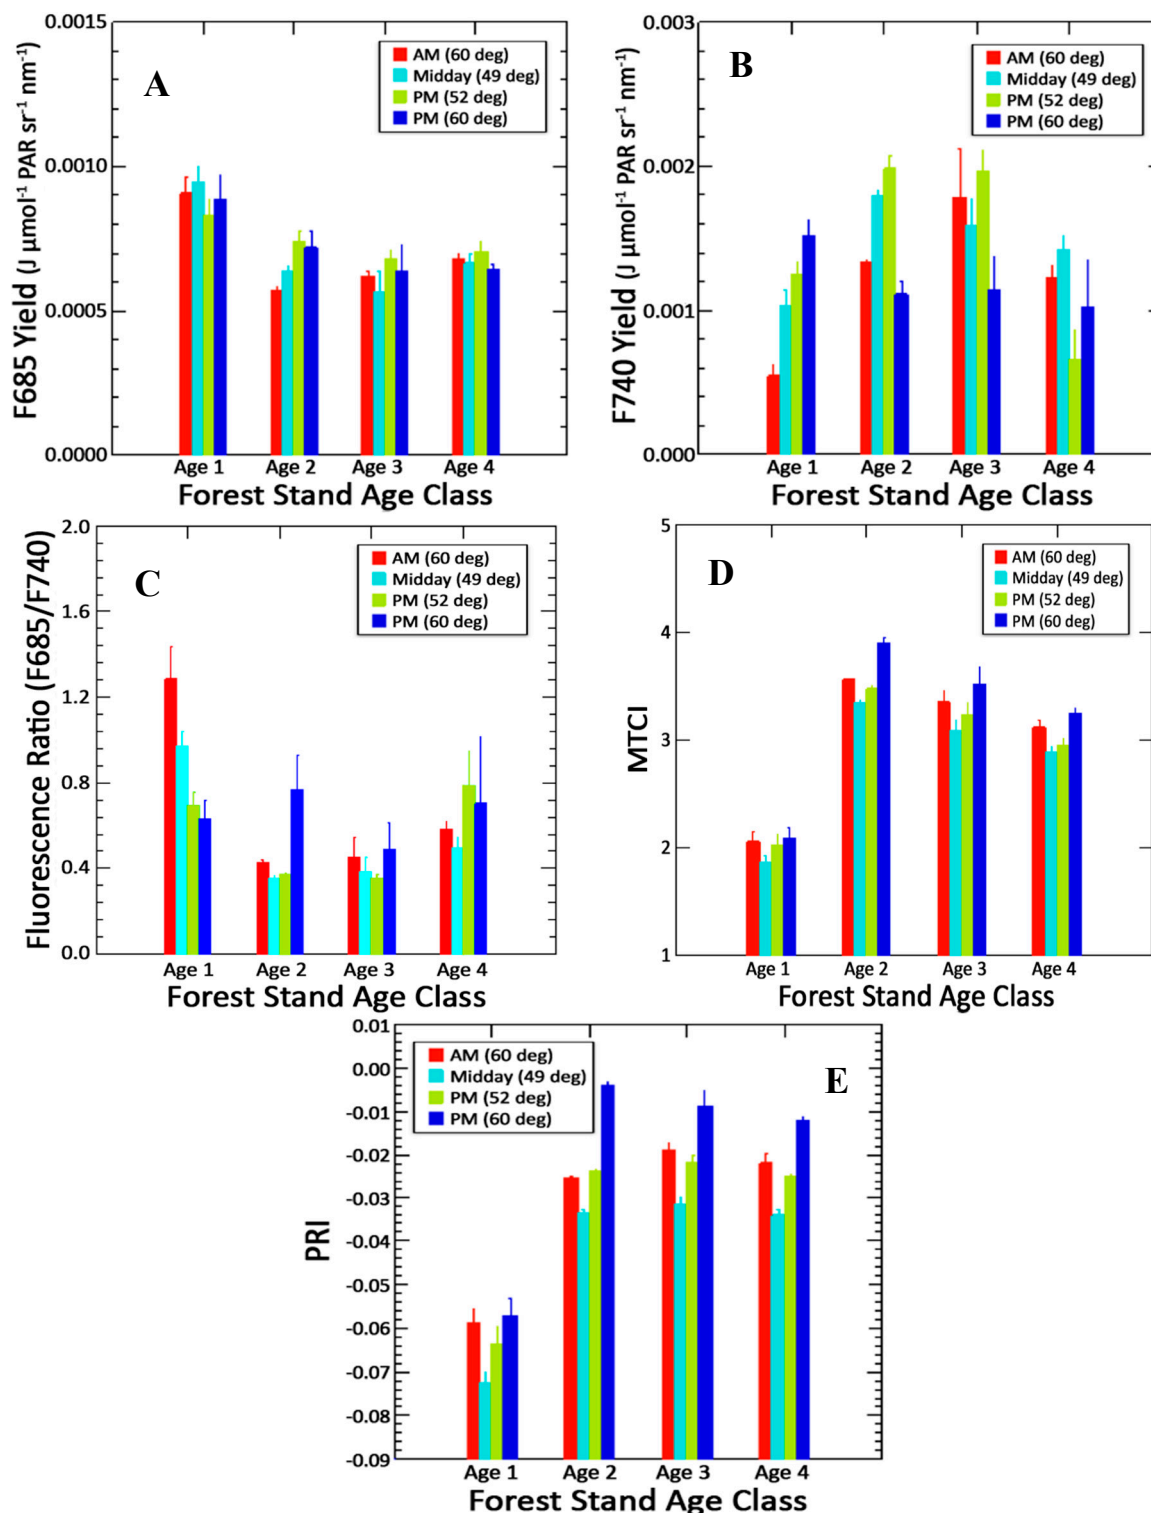 A
F685 Yield (J μmol⁻¹ PAR sr⁻¹ nm⁻¹)
0.0015
0.0010
0.0005
0.0000
AM (60 deg)
Midday (49 deg)
PM (52 deg)
PM (60 deg)
Age 1 Age 2 Age 3 Age 4
Forest Stand Age Class
B
F740 Yield (J μmol⁻¹ PAR sr⁻¹ nm⁻¹)
0.003
0.002
0.001
0.000
AM (60 deg)
Midday (49 deg)
PM (52 deg)
PM (60 deg)
Age 1 Age 2 Age 3 Age 4
Forest Stand Age Class
C
Fluorescence Ratio (F685/F740)
2.0
1.6
1.2
0.8
0.4
0.0
AM (60 deg)
Midday (49 deg)
PM (52 deg)
PM (60 deg)
Age 1 Age 2 Age 3 Age 4
Forest Stand Age Class
D
MTCI
5
4
3
2
1
AM (60 deg)
Midday (49 deg)
PM (52 deg)
PM (60 deg)
Age 1 Age 2 Age 3 Age 4
Forest Stand Age Class
E
PRI
0.01
0.00
-0.01
-0.02
-0.03
-0.04
-0.05
-0.06
-0.07
-0.08
-0.09
AM (60 deg)
Midday (49 deg)
PM (52 deg)
PM (60 deg)
Age 1 Age 2 Age 3 Age 4
Forest Stand Age Class